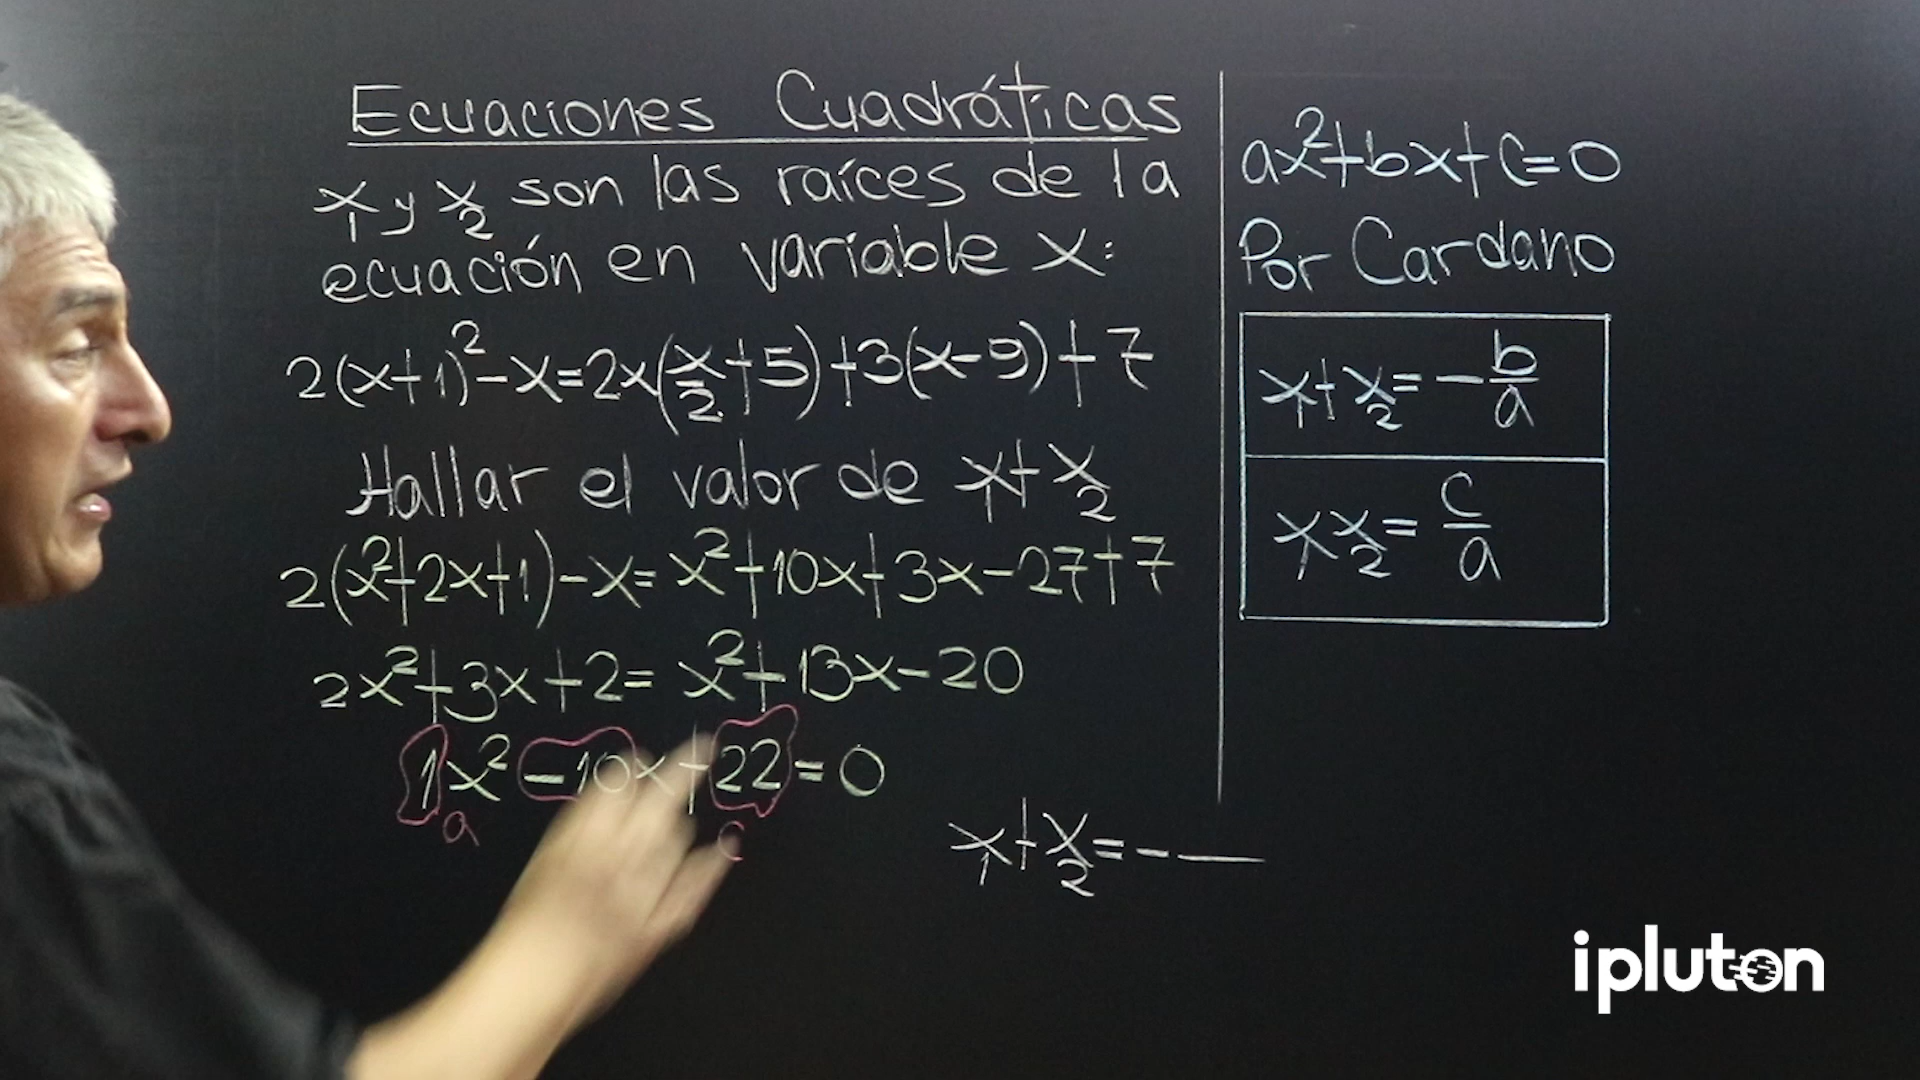 Ecuaciones Cuadráticas
x₁ y x₂ son las raíces de la
ecuación en variable x:
2(x+1)²-x=2x(x/2+5)+3(x-9)+7
Hallar el valor de x₁+x₂
2(x²+2x+1)-x=x²+10x+3x-27+7
2x²+3x+2=x²+13x-20
1x²-10x+22=0
a c
x₁+x₂=-
ax²+bx+c=0
Por Cardano
x₁+x₂=-b/a
x₁x₂=c/a
ipluton